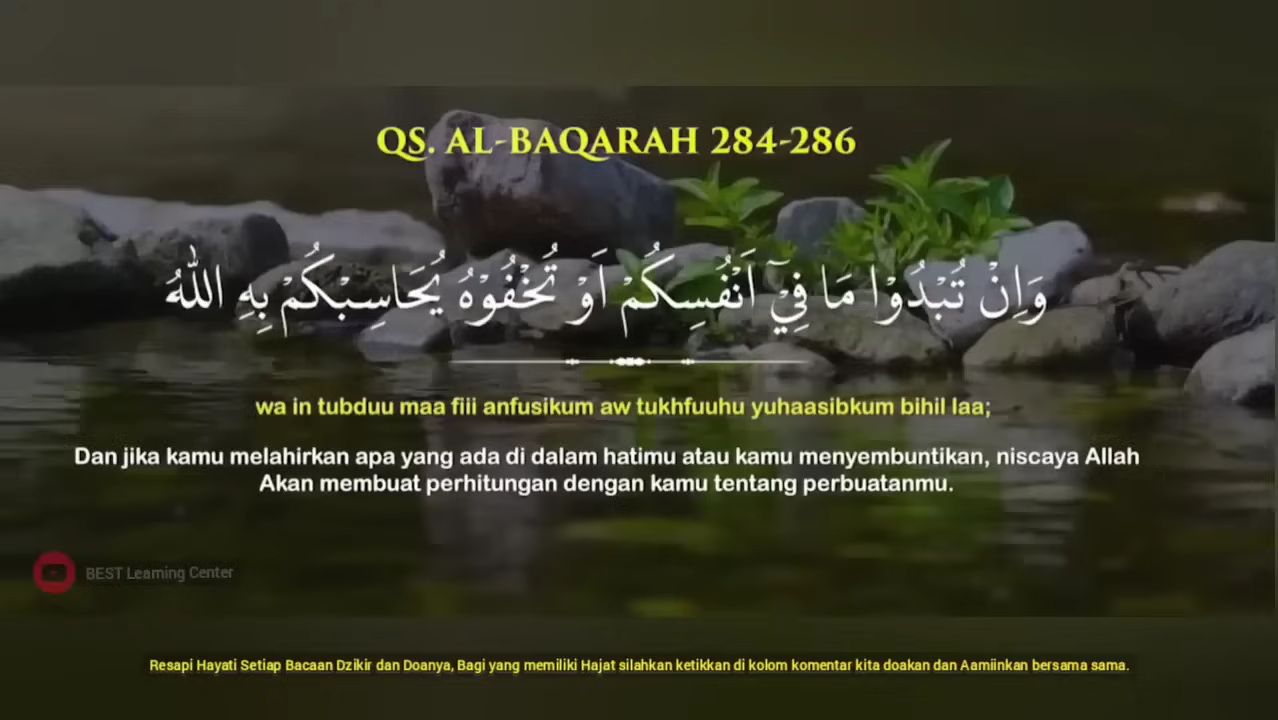 QS. AL-BAQARAH 284-286
وَاِنْ تُبْدُوْا مَا فِيْٓ اَنْفُسِكُمْ اَوْ تُخْفُوْهُ يُحَاسِبْكُمْ بِهِ اللهُ
wa in tubduu maa fiii anfusikum aw tukhfuuhu yuhaasibkum bihil laa;
Dan jika kamu melahirkan apa yang ada di dalam hatimu atau kamu menyembuntikan, niscaya Allah
Akan membuat perhitungan dengan kamu tentang perbuatanmu.
BEST Learning Center
Resapi Hayati Setiap Bacaan Dzikir dan Doanya, Bagi yang memiliki Hajat silahkan ketikkan di kolom komentar kita doakan dan Aamiinkan bersama sama.